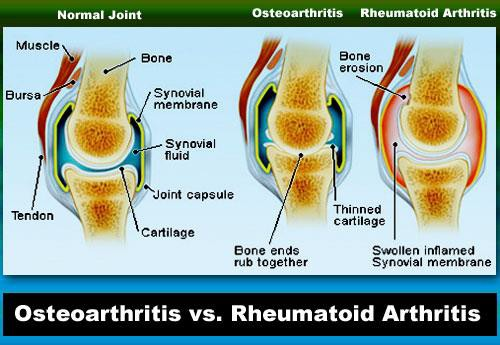 Normal Joint
Osteoarthritis
Rheumatoid Arthritis
Muscle
Bone
Bursa
Synovial
membrane
Synovial
fluid
Joint capsule
Tendon
Cartilage
Thinned
cartilage
Bone ends
rub together
Bone
erosion
Swollen inflamed
Synovial membrane
Osteoarthritis vs. Rheumatoid Arthritis